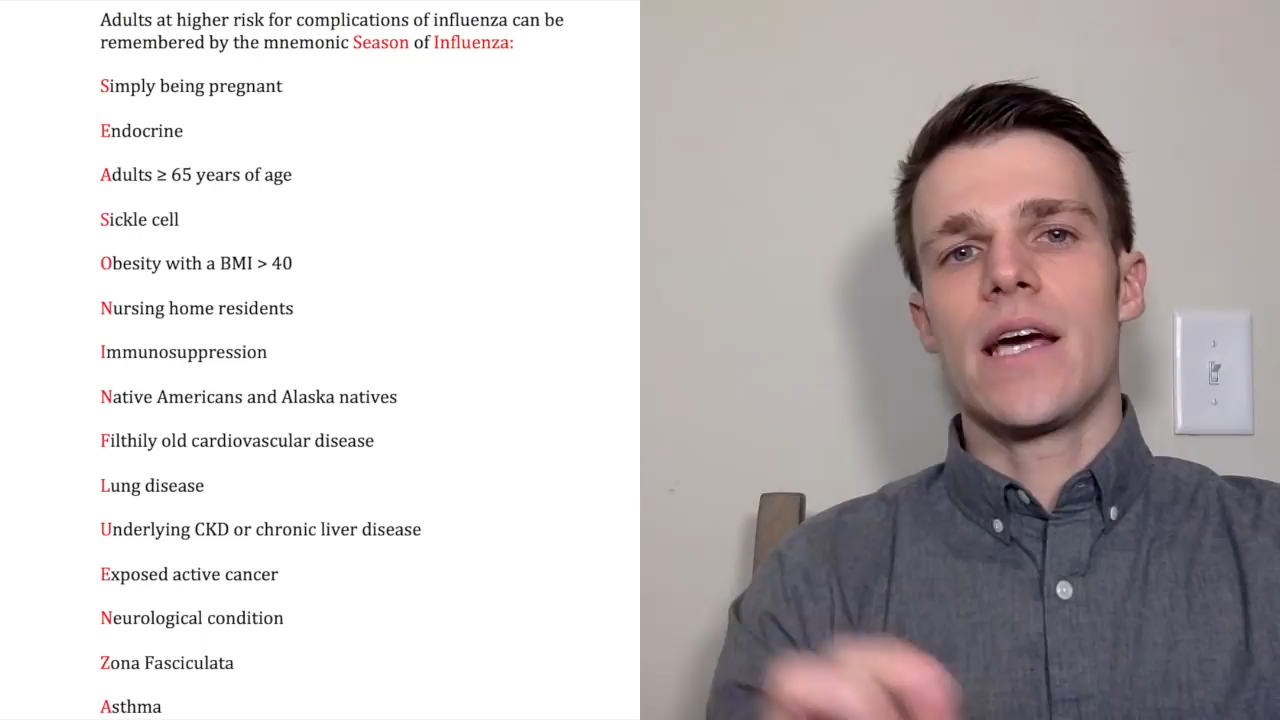 Adults at higher risk for complications of influenza can be
remembered by the mnemonic Season of Influenza:
Simply being pregnant
Endocrine
Adults ≥ 65 years of age
Sickle cell
Obesity with a BMI > 40
Nursing home residents
Immunosuppression
Native Americans and Alaska natives
Filthily old cardiovascular disease
Lung disease
Underlying CKD or chronic liver disease
Exposed active cancer
Neurological condition
Zona Fasciculata
Asthma